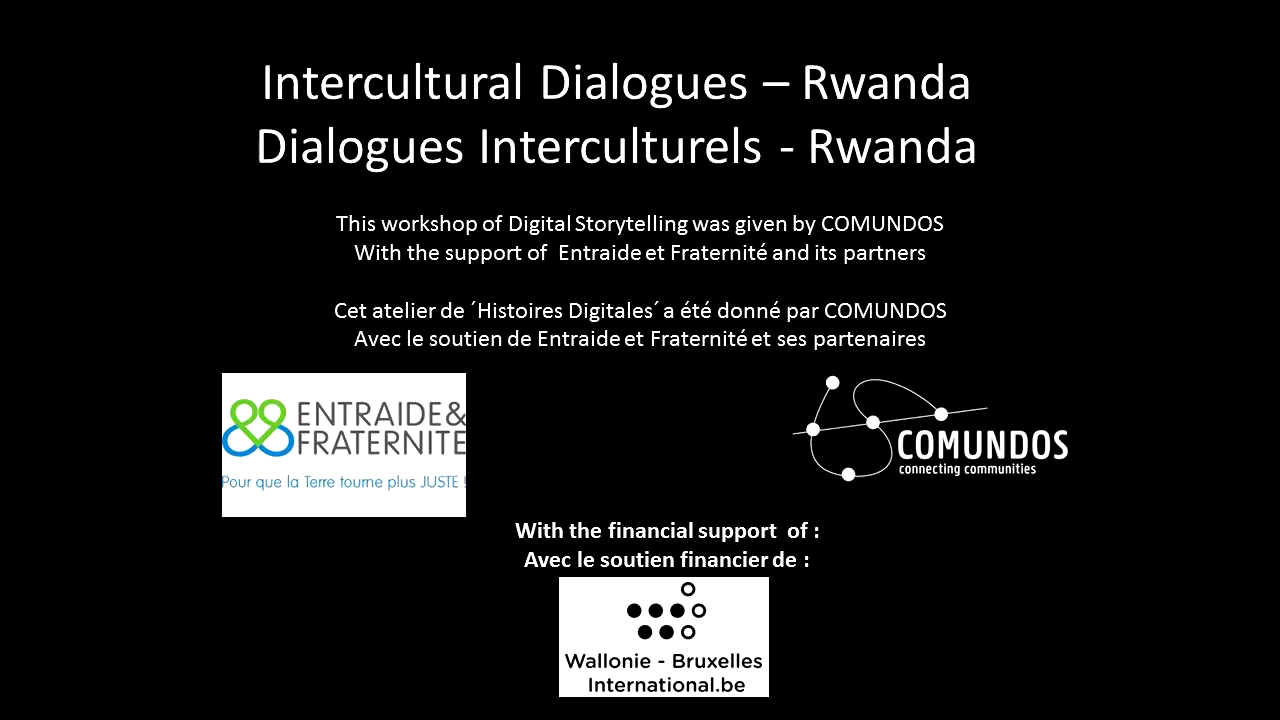 Intercultural Dialogues – Rwanda
Dialogues Interculturels - Rwanda
This workshop of Digital Storytelling was given by COMUNDOS
With the support of  Entraide et Fraternité and its partners
Cet atelier de ´Histoires Digitales´ a été donné par COMUNDOS
Avec le soutien de Entraide et Fraternité et ses partenaires
ENTRAIDE&
FRATERNITE
Pour que la Terre tourne plus JUSTE !
COMUNDOS
connecting communities
With the financial support  of :
Avec le soutien financier de :
Wallonie - Bruxelles
International.be